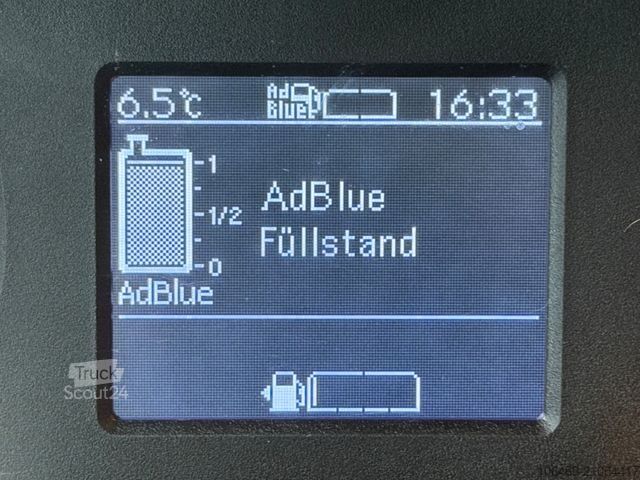 6.5°C
Ad
Blue
16:33
1
1/2
0
AdBlue
Füllstand
AdBlue
Truck
Scout24